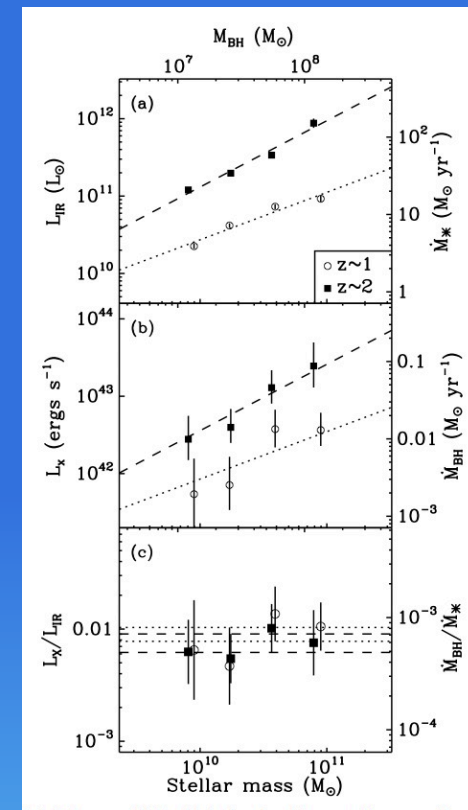 M_BH (M_⊙)
10^7 10^8
(a)
10^12
10^11
10^10
L_IR (L_⊙)
10^2
10
1
Ṁ_* (M_⊙ yr^-1)
○ z~1
■ z~2
(b)
10^44
10^43
10^42
L_x (ergs s^-1)
0.1
0.01
10^-3
Ṁ_BH (M_⊙ yr^-1)
(c)
0.01
10^-3
L_X/L_IR
10^-3
10^-4
Ṁ_BH/Ṁ_*
10^10 10^11
Stellar mass (M_⊙)